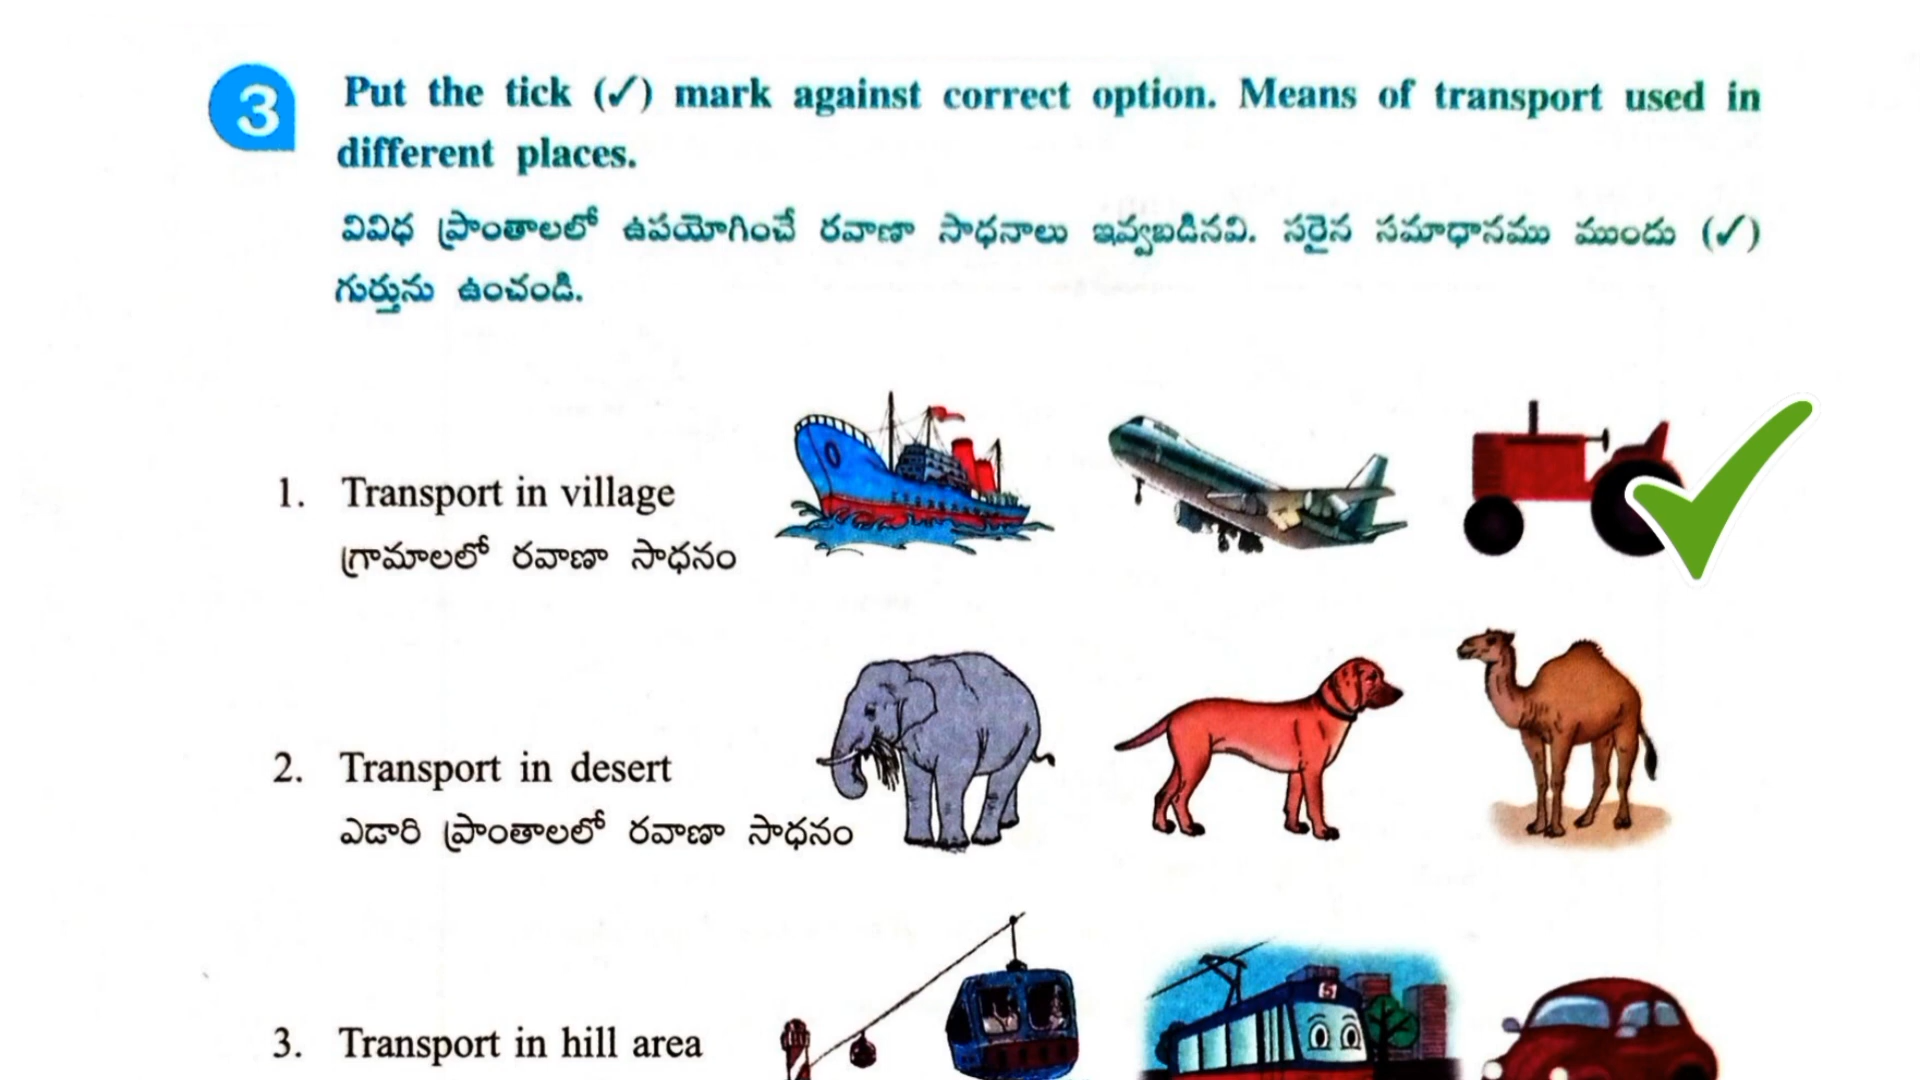 3 Put the tick (✓) mark against correct option. Means of transport used in
different places.
వివిధ ప్రాంతాలలో ఉపయోగించే రవాణా సాధనాలు ఇవ్వబడినవి. సరైన సమాధానము ముందు (✓)
గుర్తును ఉంచండి.
1. Transport in village
గ్రామాలలో రవాణా సాధనం
2. Transport in desert
ఎడారి ప్రాంతాలలో రవాణా సాధనం
5
3. Transport in hill area